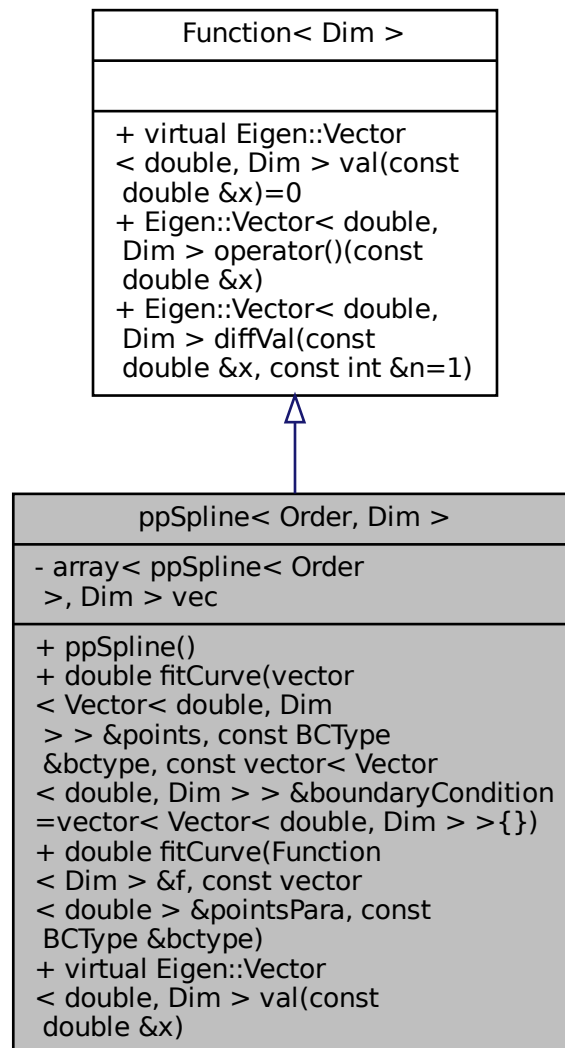 Function< Dim >
+ virtual Eigen::Vector
< double, Dim > val(const
double &x)=0
+ Eigen::Vector< double,
Dim > operator()(const
double &x)
+ Eigen::Vector< double,
Dim > diffVal(const
double &x, const int &n=1)
ppSpline< Order, Dim >
- array< ppSpline< Order
>, Dim > vec
+ ppSpline()
+ double fitCurve(vector
< Vector< double, Dim
> > &points, const BCType
&bctype, const vector< Vector
< double, Dim > > &boundaryCondition
=vector< Vector< double, Dim > >{})
+ double fitCurve(Function
< Dim > &f, const vector
< double > &pointsPara, const
BCType &bctype)
+ virtual Eigen::Vector
< double, Dim > val(const
double &x)